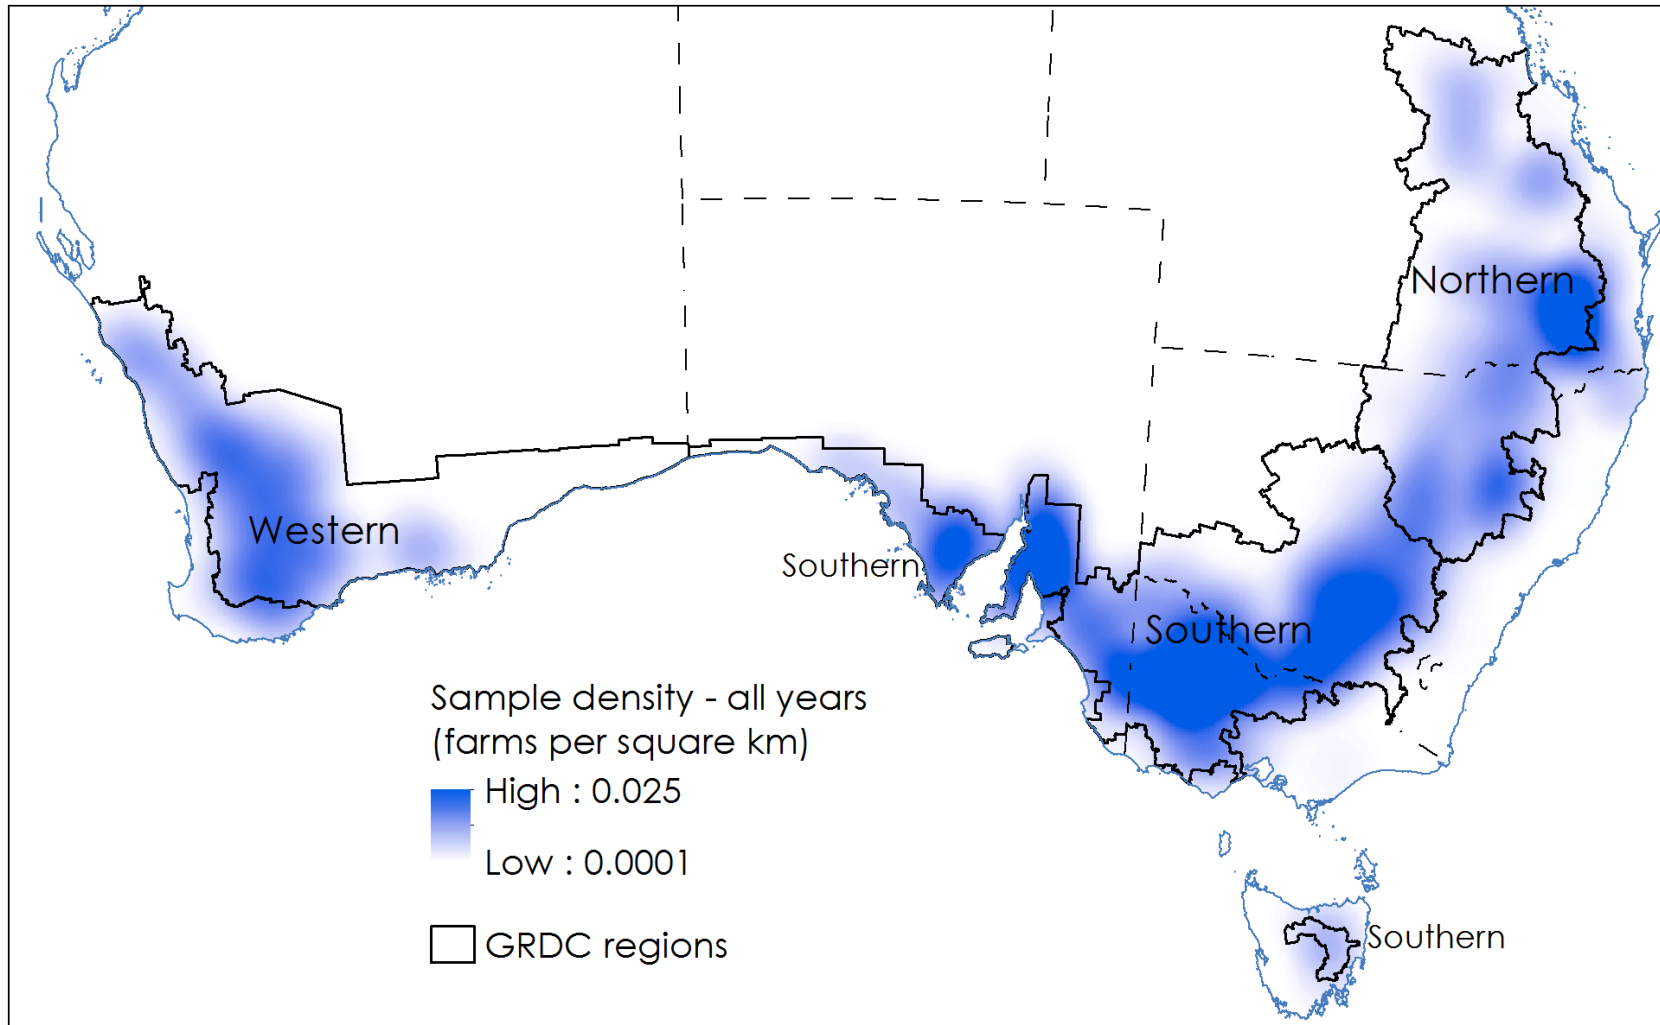 Northern
Western
Southern
Southern
Sample density - all years
(farms per square km)
High : 0.025
Low : 0.0001
GRDC regions
Southern